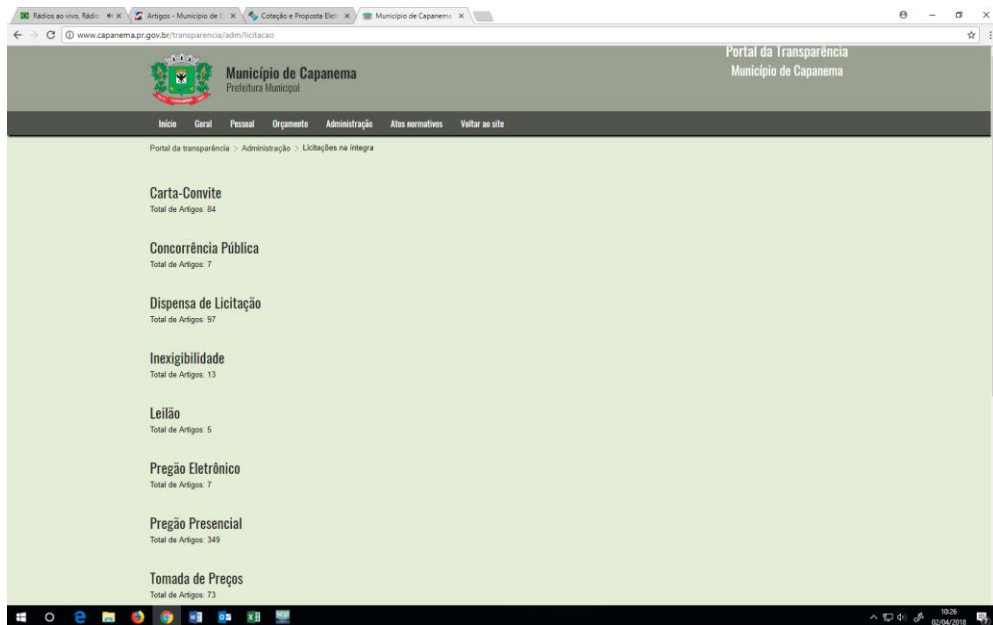 Rádios ao vivo, Rádio
Artigos - Município de C
Cotação e Proposta Eletr
Município de Capanema
www.capanema.pr.gov.br/transparencia/adm/licitacao
Portal da Transparência
Município de Capanema
Município de Capanema
Prefeitura Municipal
Início Geral Pessoal Orçamento Administração Atos normativos Voltar ao site
Portal da transparência > Administração > Licitações na íntegra
Carta-Convite
Total de Artigos: 84
Concorrência Pública
Total de Artigos: 7
Dispensa de Licitação
Total de Artigos: 97
Inexigibilidade
Total de Artigos: 13
Leilão
Total de Artigos: 5
Pregão Eletrônico
Total de Artigos: 7
Pregão Presencial
Total de Artigos: 349
Tomada de Preços
Total de Artigos: 73
10:26
02/04/2018